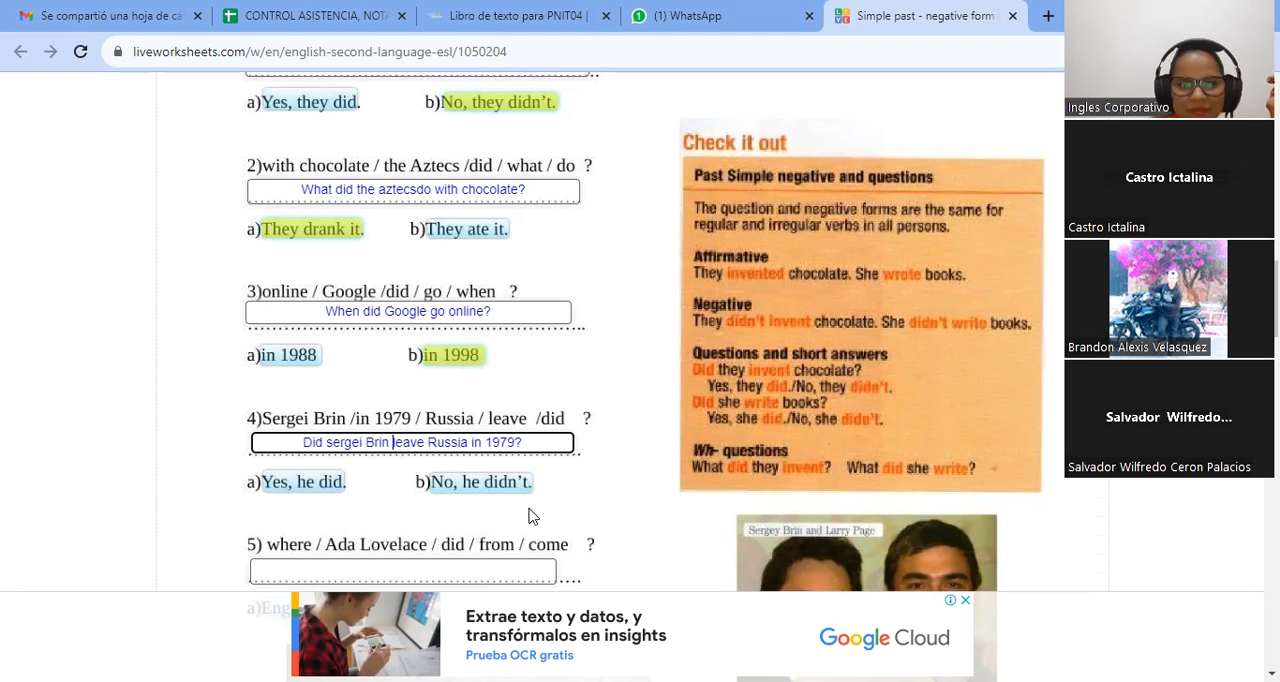 Se compartió una hoja de cá
CONTROL ASISTENCIA, NOTA
Libro de texto para PNIT04 |
(1) WhatsApp
Simple past - negative form
liveworksheets.com/w/en/english-second-language-esl/1050204
a)Yes, they did.
b)No, they didn't.
2)with chocolate / the Aztecs /did / what / do ?
What did the aztecsdo with chocolate?
a)They drank it.
b)They ate it.
3)online / Google /did / go / when ?
When did Google go online?
a)in 1988
b)in 1998
4)Sergei Brin /in 1979 / Russia / leave /did ?
Did sergei Brin leave Russia in 1979?
a)Yes, he did.
b)No, he didn't.
5) where / Ada Lovelace / did / from / come ?
a)Eng
Check it out
Past Simple negative and questions
The question and negative forms are the same for
regular and irregular verbs in all persons.
Affirmative
They invented chocolate. She wrote books.
Negative
They didn't invent chocolate. She didn't write books.
Questions and short answers
Did they invent chocolate?
Yes, they did./No, they didn't.
Did she write books?
Yes, she did./No, she didn't.
Wh- questions
What did they invent? What did she write?
Sergey Brin and Larry Page
Extrae texto y datos, y
transfórmalos en insights
Prueba OCR gratis
Google Cloud
Ingles Corporativo
Castro Ictalina
Castro Ictalina
Brandon Alexis Velasquez
Salvador Wilfredo...
Salvador Wilfredo Ceron Palacios